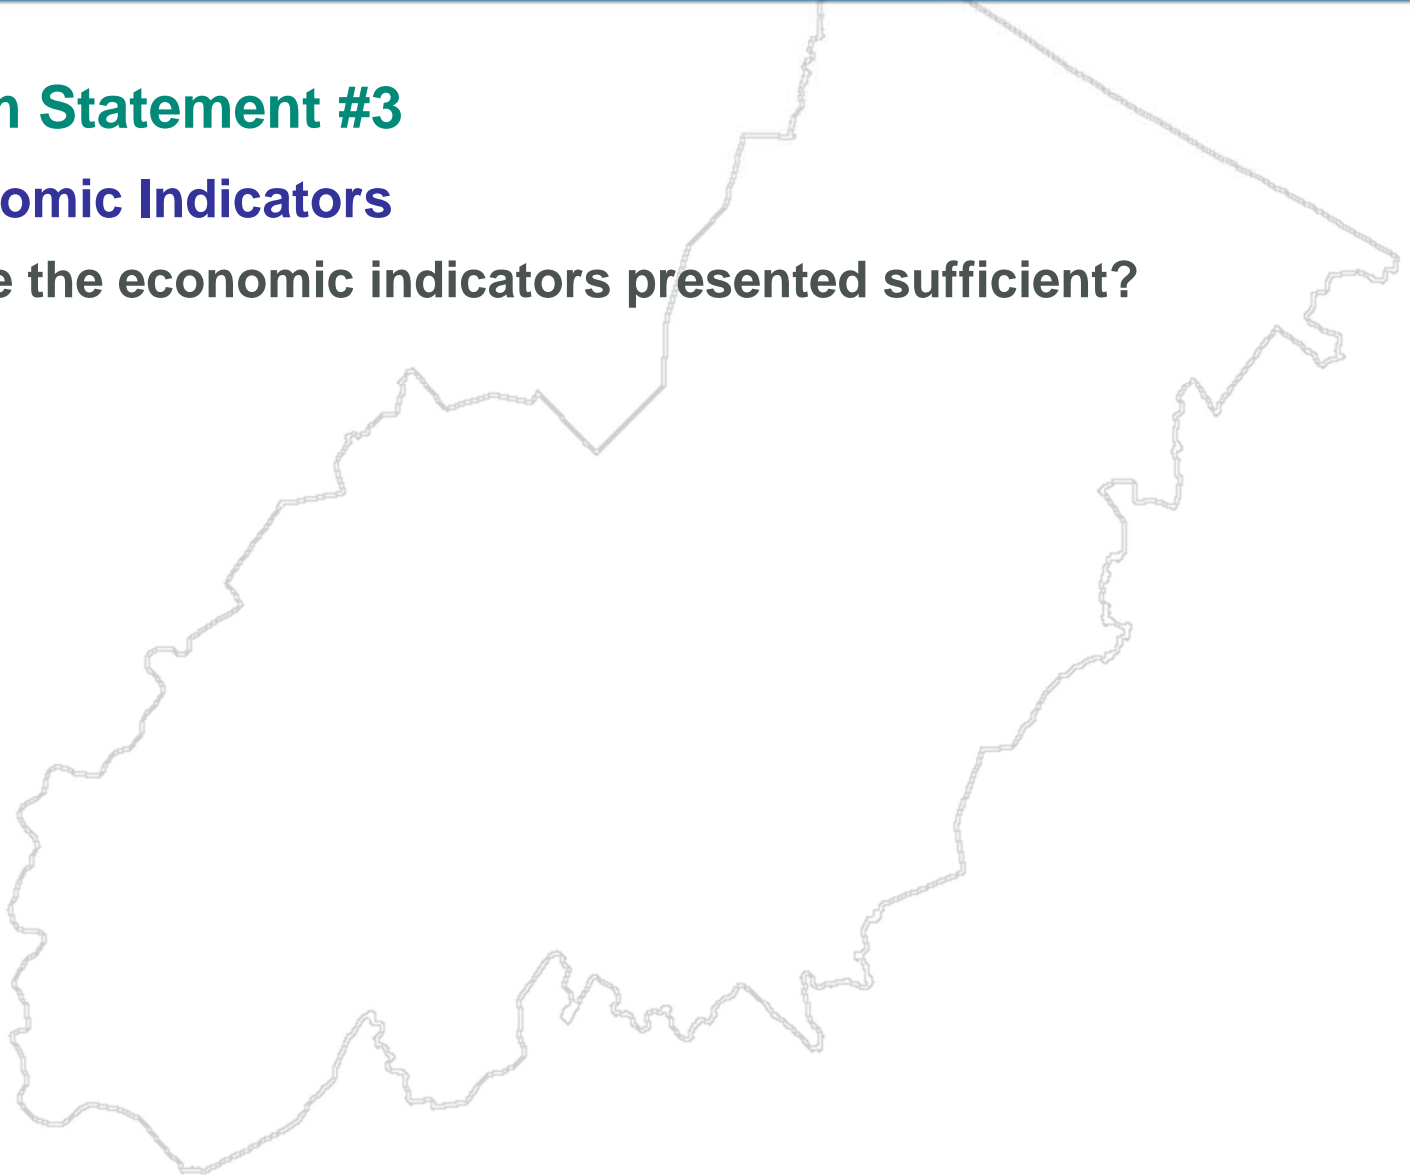 n Statement #3
omic Indicators
e the economic indicators presented sufficient?